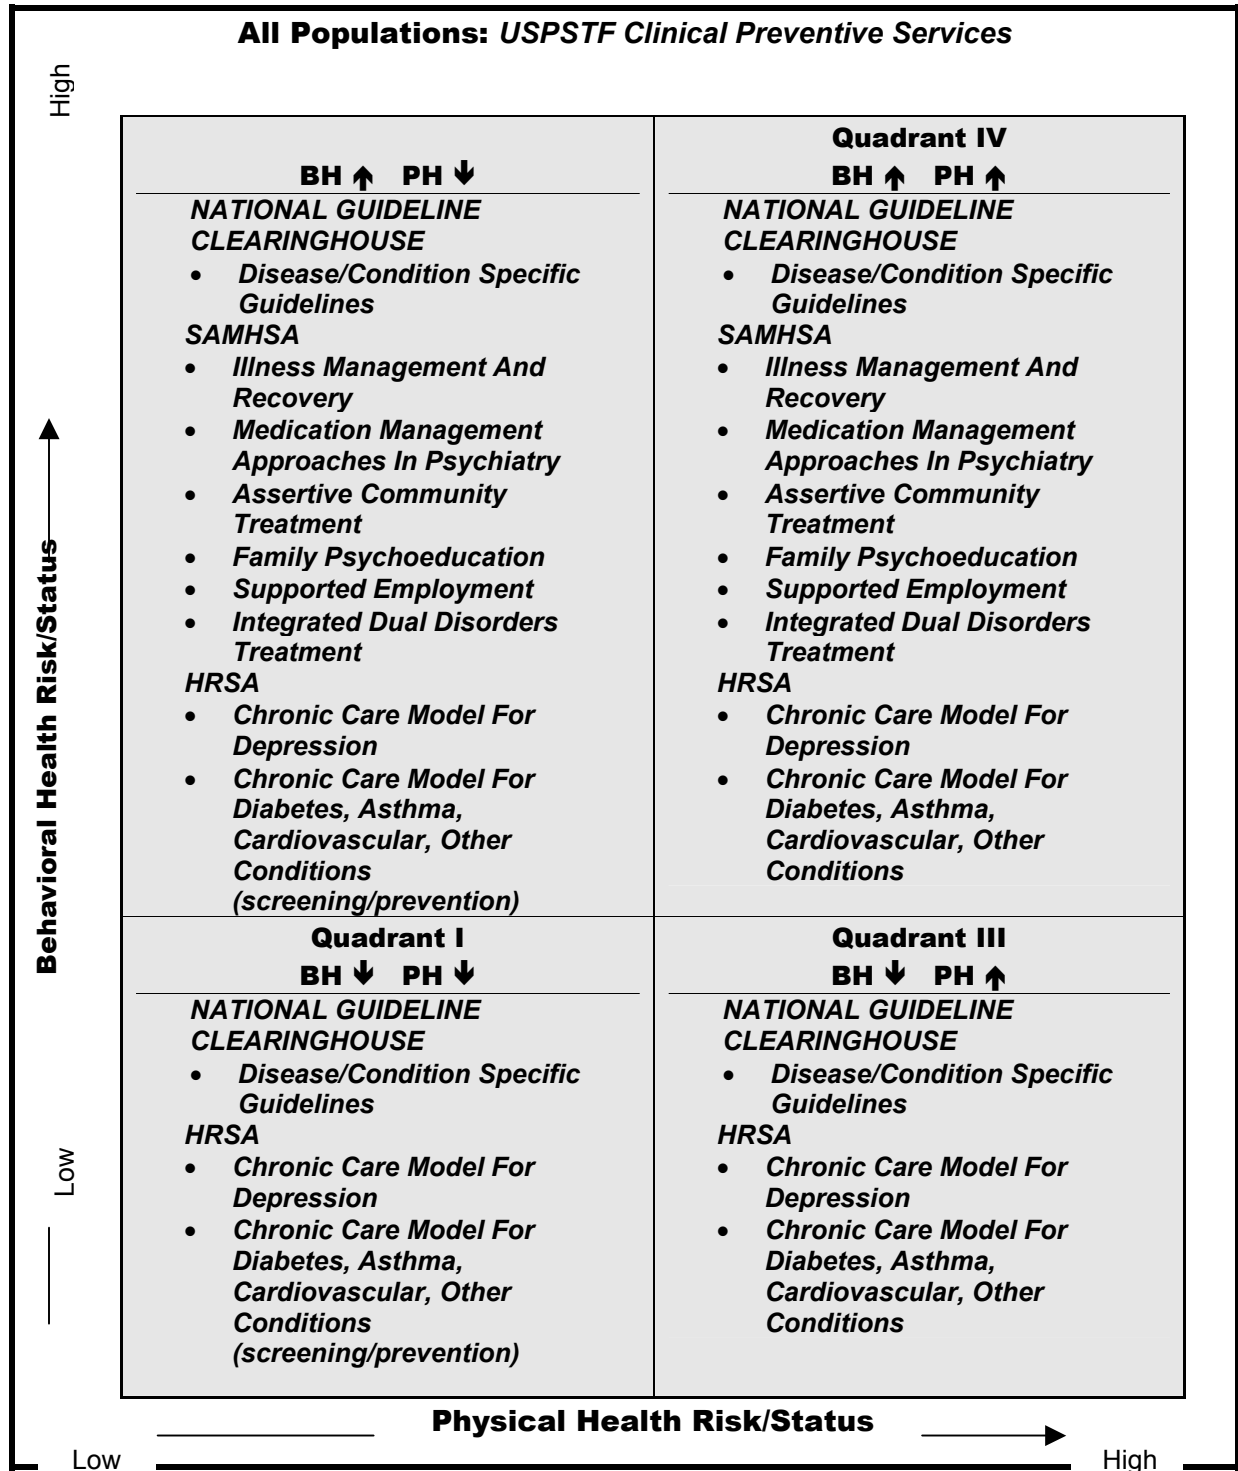 All Populations: USPSTF Clinical Preventive Services
High
BH ↑ PH ↓
NATIONAL GUIDELINE
CLEARINGHOUSE
• Disease/Condition Specific
Guidelines
SAMHSA
• Illness Management And
Recovery
• Medication Management
Approaches In Psychiatry
• Assertive Community
Treatment
• Family Psychoeducation
• Supported Employment
• Integrated Dual Disorders
Treatment
HRSA
• Chronic Care Model For
Depression
• Chronic Care Model For
Diabetes, Asthma,
Cardiovascular, Other
Conditions
(screening/prevention)
Quadrant IV
BH ↑ PH ↑
NATIONAL GUIDELINE
CLEARINGHOUSE
• Disease/Condition Specific
Guidelines
SAMHSA
• Illness Management And
Recovery
• Medication Management
Approaches In Psychiatry
• Assertive Community
Treatment
• Family Psychoeducation
• Supported Employment
• Integrated Dual Disorders
Treatment
HRSA
• Chronic Care Model For
Depression
• Chronic Care Model For
Diabetes, Asthma,
Cardiovascular, Other
Conditions
Behavioral Health Risk/Status
Quadrant I
BH ↓ PH ↓
NATIONAL GUIDELINE
CLEARINGHOUSE
• Disease/Condition Specific
Guidelines
HRSA
• Chronic Care Model For
Depression
• Chronic Care Model For
Diabetes, Asthma,
Cardiovascular, Other
Conditions
(screening/prevention)
Quadrant III
BH ↓ PH ↑
NATIONAL GUIDELINE
CLEARINGHOUSE
• Disease/Condition Specific
Guidelines
HRSA
• Chronic Care Model For
Depression
• Chronic Care Model For
Diabetes, Asthma,
Cardiovascular, Other
Conditions
Low
Physical Health Risk/Status
Low
High